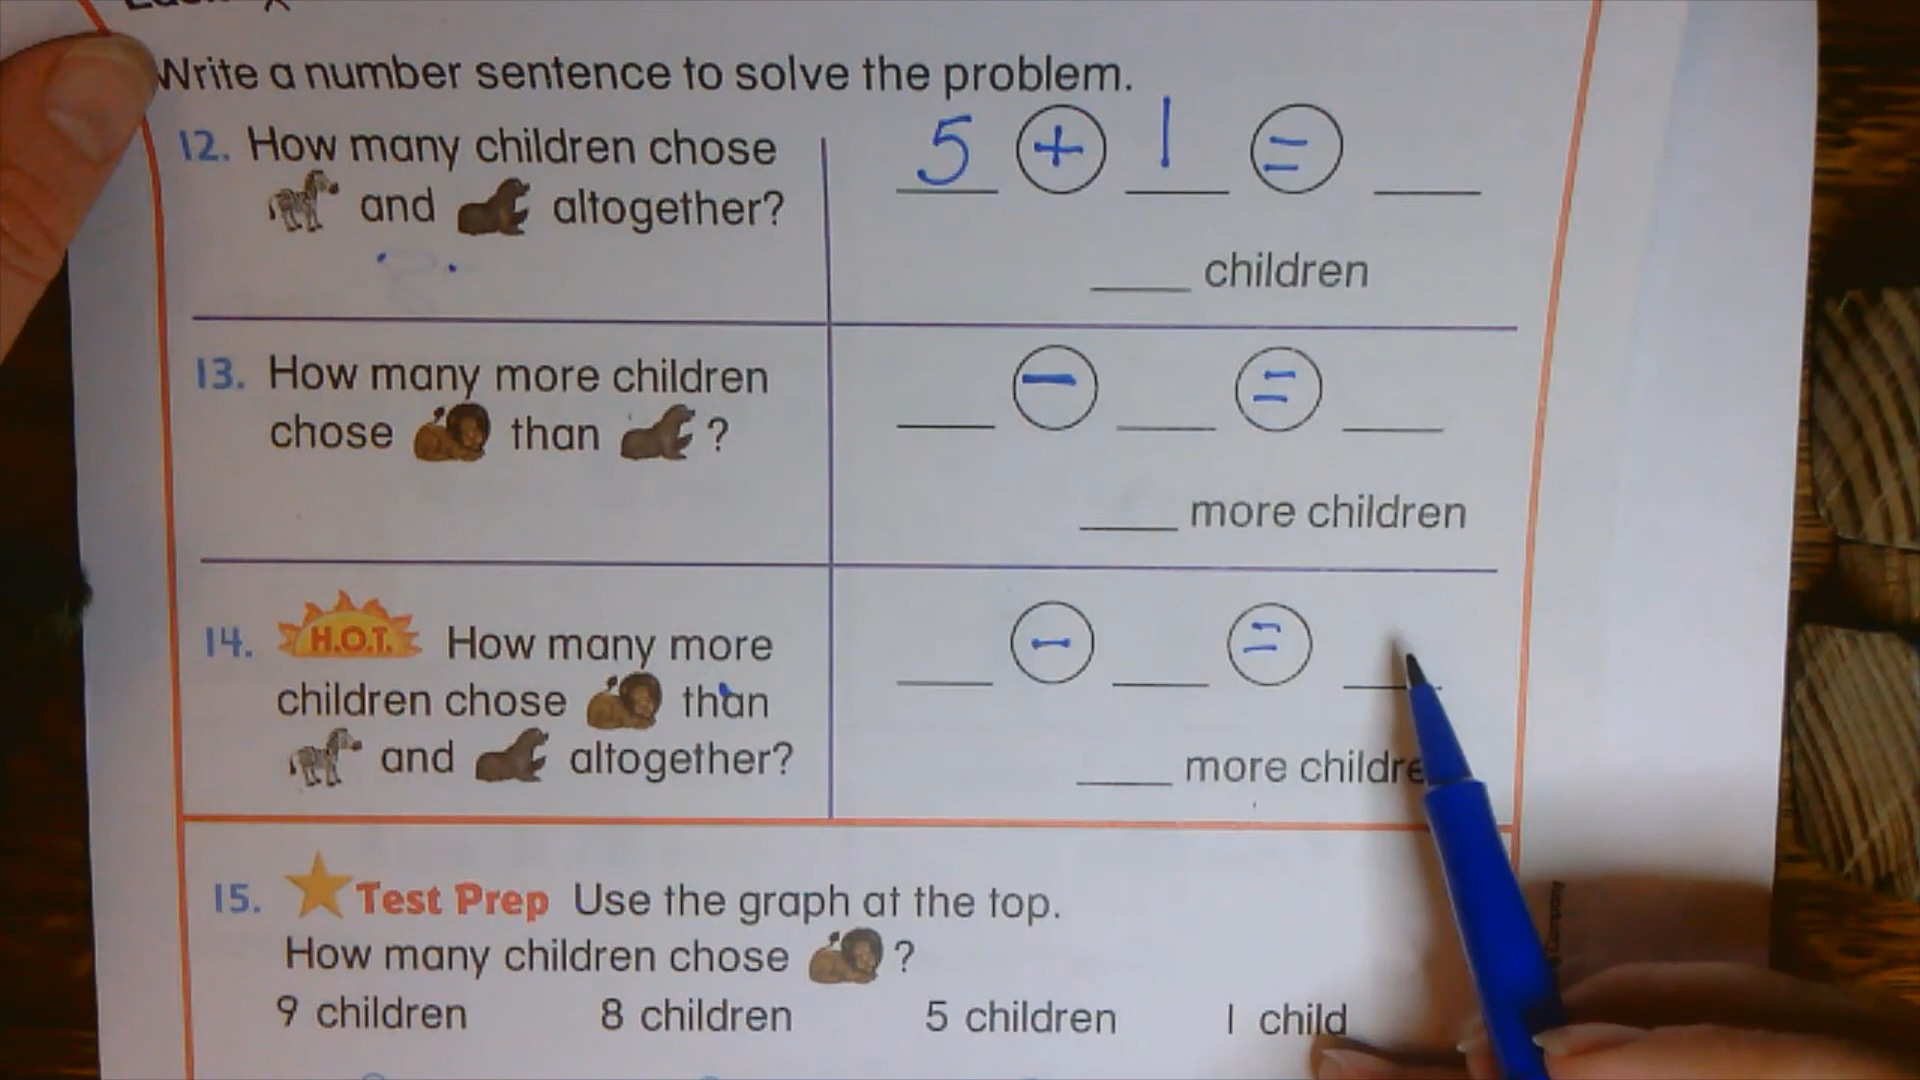 Write a number sentence to solve the problem.
12. How many children chose
and altogether?
5 + 1 =
children
13. How many more children
chose than ?
- =
more children
14. H.O.T. How many more
children chose than
and altogether?
- =
more childre
15. Test Prep Use the graph at the top.
How many children chose ?
9 children 8 children 5 children 1 child